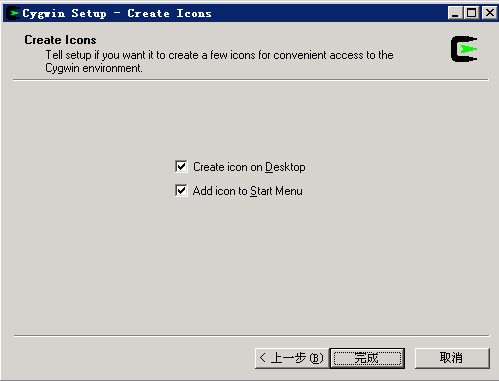 Cygwin Setup - Create Icons
Create Icons
Tell setup if you want it to create a few icons for convenient access to the
Cygwin environment.
Create icon on Desktop
Add icon to Start Menu
< 上一步(B) 完成 取消